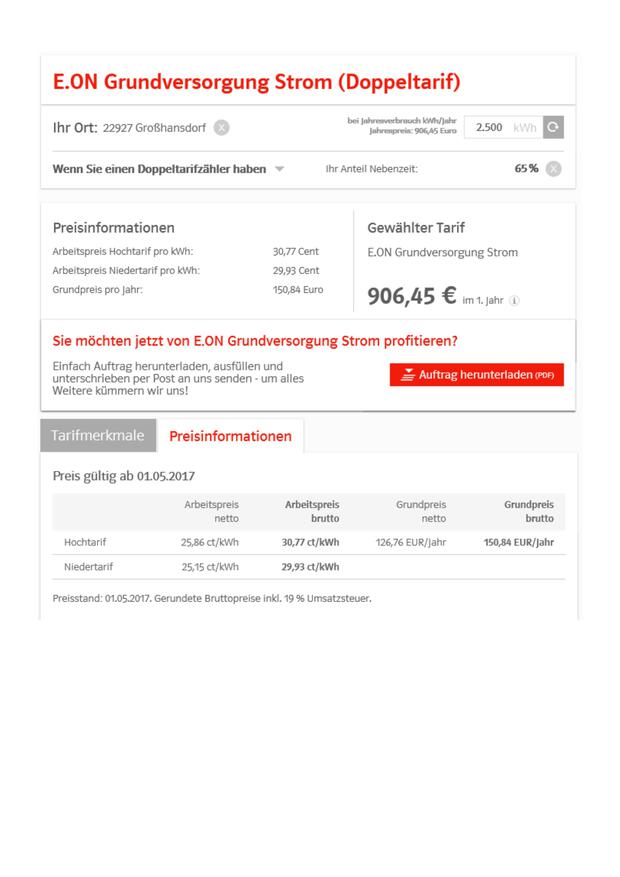 E.ON Grundversorgung Strom (Doppeltarif)
Ihr Ort: 22927 Großhansdorf X
bei Jahresverbrauch kWh/Jahr
Jahrespreis: 906,45 Euro
2.500 kWh
Wenn Sie einen Doppeltarifzähler haben
Ihr Anteil Nebenzeit: 65 % X
Preisinformationen
Arbeitspreis Hochtarif pro kWh: 30,77 Cent
Arbeitspreis Niedertarif pro kWh: 29,93 Cent
Grundpreis pro Jahr: 150,84 Euro
Gewählter Tarif
E.ON Grundversorgung Strom
906,45 € im 1. Jahr i
Sie möchten jetzt von E.ON Grundversorgung Strom profitieren?
Einfach Auftrag herunterladen, ausfüllen und
unterschrieben per Post an uns senden - um alles
Weitere kümmern wir uns!
Auftrag herunterladen (PDF)
Tarifmerkmale Preisinformationen
Preis gültig ab 01.05.2017
Arbeitspreis Arbeitspreis Grundpreis Grundpreis
netto brutto netto brutto
Hochtarif 25,86 ct/kWh 30,77 ct/kWh 126,76 EUR/Jahr 150,84 EUR/Jahr
Niedertarif 25,15 ct/kWh 29,93 ct/kWh
Preisstand: 01.05.2017. Gerundete Bruttopreise inkl. 19 % Umsatzsteuer.